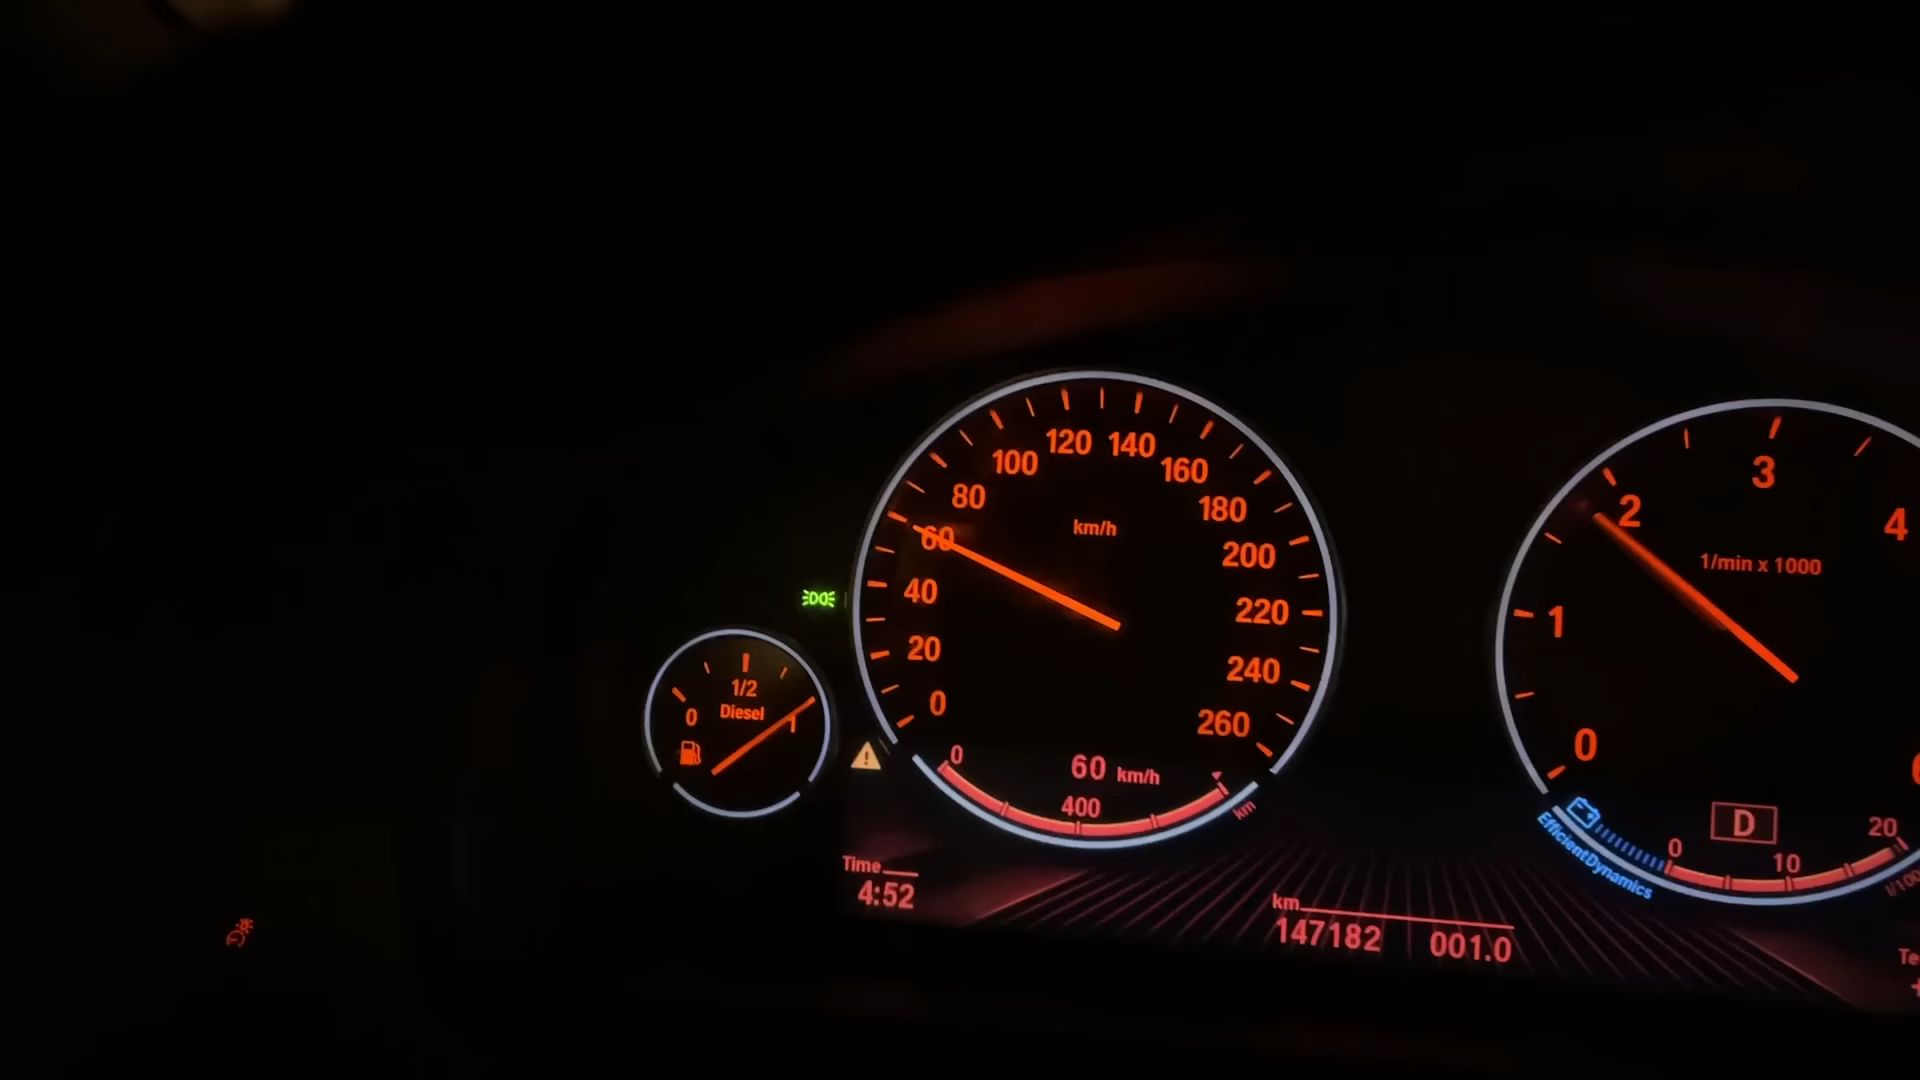 120 140
100 160
80 180
60 200
40 220
20 240
0 260
km/h
1/2
Diesel
0 1
0
60 km/h
400
km
Time
4:52
km
147182 001.0
3
2 4
1/min x 1000
1
0
D
0 10 20
EfficientDynamics